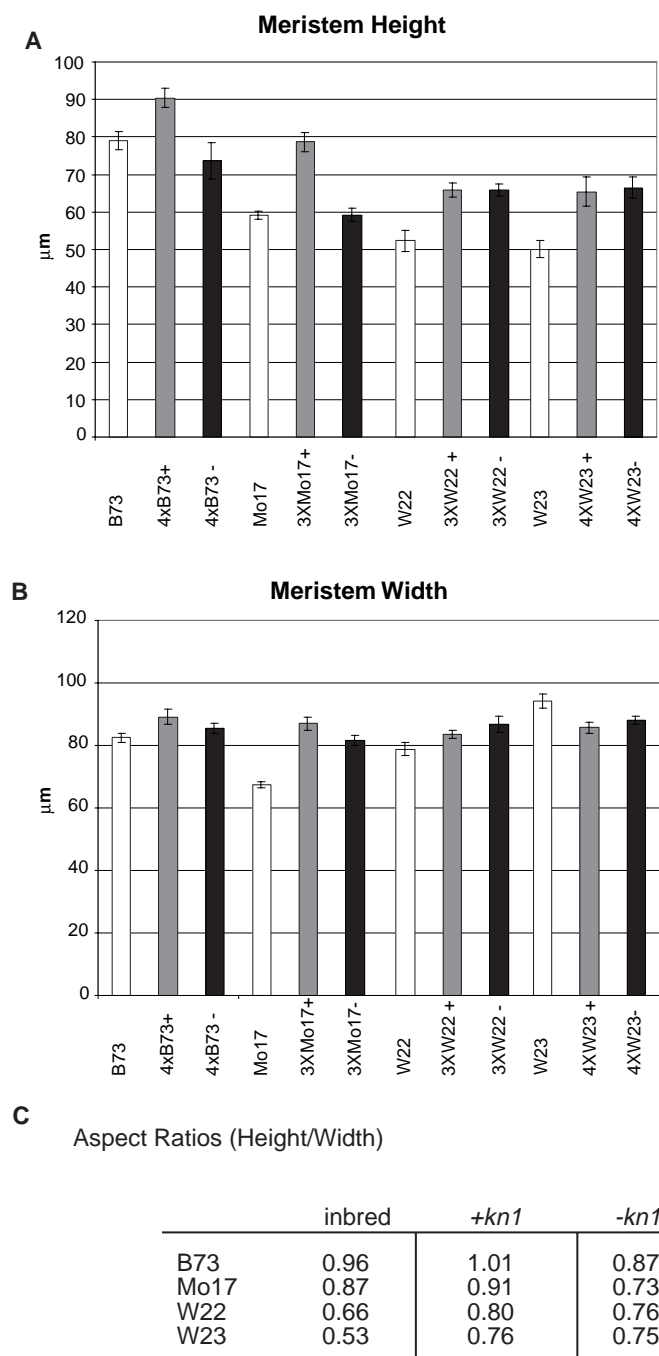 A
Meristem Height
100
90
80
70
60
50
40
30
20
10
0
μm
B73
4xB73+
4xB73 -
Mo17
3XMo17+
3XMo17-
W22
3XW22 +
3XW22 -
W23
4XW23 +
4XW23-
B
Meristem Width
120
100
80
60
40
20
0
μm
B73
4xB73+
4xB73 -
Mo17
3XMo17+
3XMo17-
W22
3XW22 +
3XW22 -
W23
4XW23 +
4XW23-
C
Aspect Ratios (Height/Width)
inbred +kn1 -kn1
B73 0.96 1.01 0.87
Mo17 0.87 0.91 0.73
W22 0.66 0.80 0.76
W23 0.53 0.76 0.75